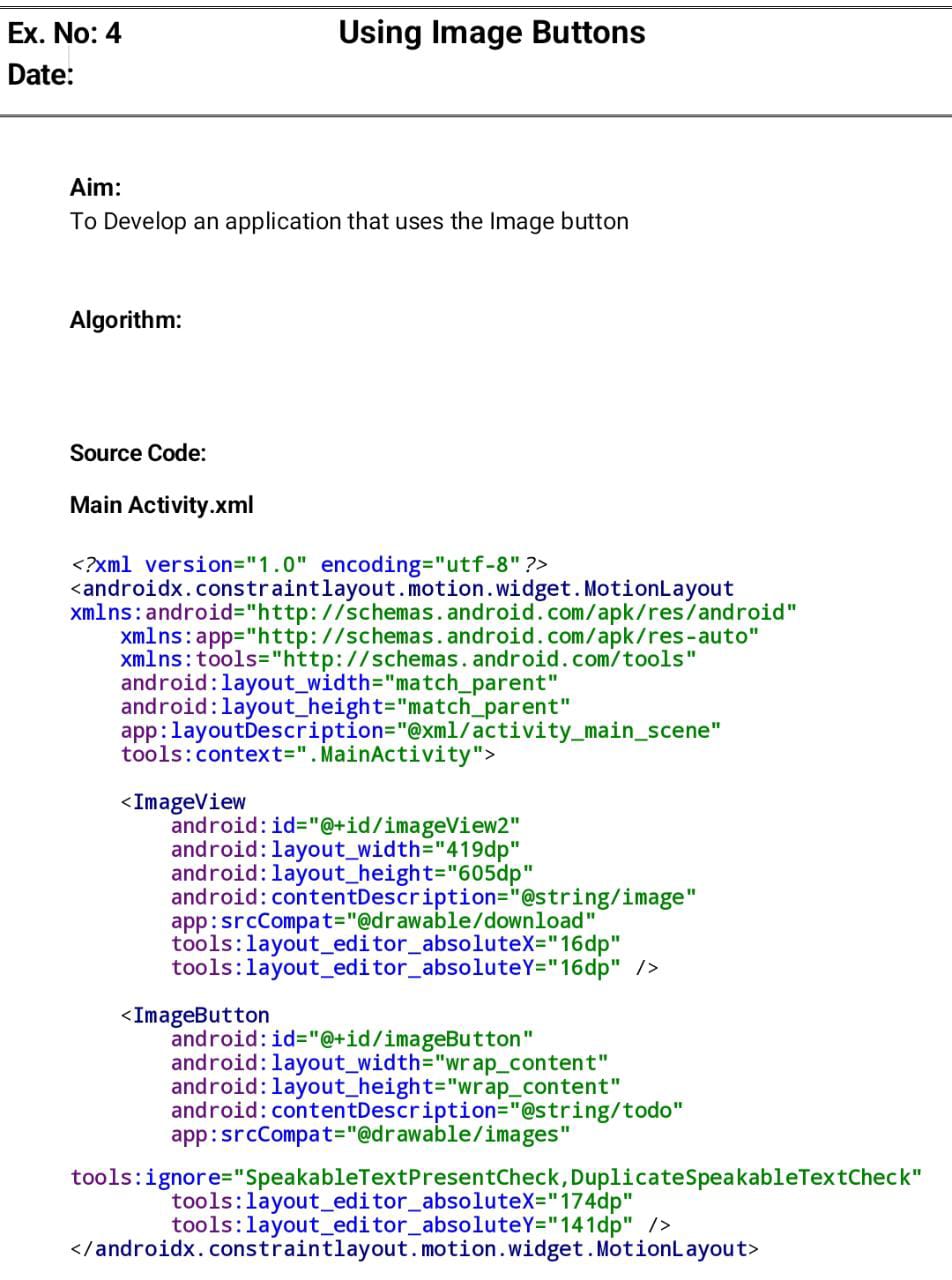 Ex. No: 4 Using Image Buttons
Date:
Aim:
To Develop an application that uses the Image button
Algorithm:
Source Code:
Main Activity.xml
<?xml version="1.0" encoding="utf-8"?>
<androidx.constraintlayout.motion.widget.MotionLayout
xmlns:android="http://schemas.android.com/apk/res/android"
    xmlns:app="http://schemas.android.com/apk/res-auto"
    xmlns:tools="http://schemas.android.com/tools"
    android:layout_width="match_parent"
    android:layout_height="match_parent"
    app:layoutDescription="@xml/activity_main_scene"
    tools:context=".MainActivity">
    <ImageView
        android:id="@+id/imageView2"
        android:layout_width="419dp"
        android:layout_height="605dp"
        android:contentDescription="@string/image"
        app:srcCompat="@drawable/download"
        tools:layout_editor_absoluteX="16dp"
        tools:layout_editor_absoluteY="16dp" />
    <ImageButton
        android:id="@+id/imageButton"
        android:layout_width="wrap_content"
        android:layout_height="wrap_content"
        android:contentDescription="@string/todo"
        app:srcCompat="@drawable/images"
tools:ignore="SpeakableTextPresentCheck,DuplicateSpeakableTextCheck"
        tools:layout_editor_absoluteX="174dp"
        tools:layout_editor_absoluteY="141dp" />
</androidx.constraintlayout.motion.widget.MotionLayout>